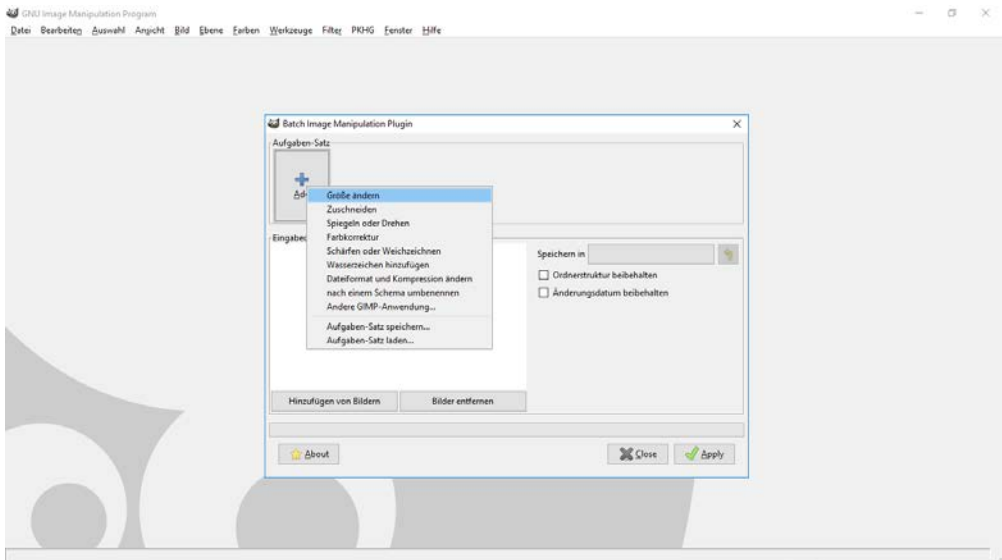 GNU Image Manipulation Program
Datei Bearbeiten Auswahl Ansicht Bild Ebene Farben Werkzeuge Filter PKHG Fenster Hilfe
Batch Image Manipulation Plugin
Aufgaben-Satz
Ad
Größe ändern
Zuschneiden
Spiegeln oder Drehen
Farbkorrektur
Schärfen oder Weichzeichnen
Wasserzeichen hinzufügen
Dateiformat und Kompression ändern
nach einem Schema umbenennen
Andere GIMP-Anwendung...
Aufgaben-Satz speichern...
Aufgaben-Satz laden...
Speichern in
Ordnerstruktur beibehalten
Änderungsdatum beibehalten
Hinzufügen von Bildern Bilder entfernen
About Close Apply